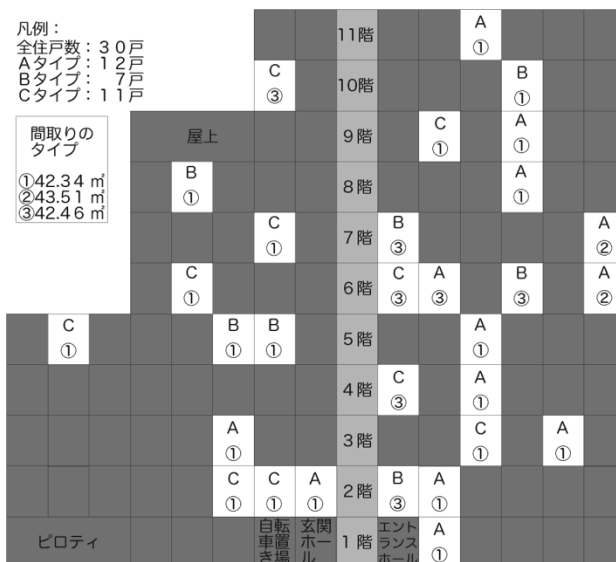 凡例：
全住戸数：３０戸
Aタイプ：１２戸
Bタイプ：　７戸
Cタイプ：１１戸
間取りの
タイプ
①42.34 ㎡
②43.51 ㎡
③42.46 ㎡
11階 A
①
C 10階 B
③ ①
屋上 9階 C A
① ①
B 8階 A
① ①
C 7階 B A
① ③ ②
C 6階 C A B A
① ③ ③ ③ ②
C B B 5階 A
① ① ① ①
4階 C A
③ ①
A 3階 C A
① ① ①
C C A 2階 B A
① ① ① ③ ①
ピロティ
自転
車置
き場
玄関
ホー
ル
1階
エント
ランス
ホール
A
①